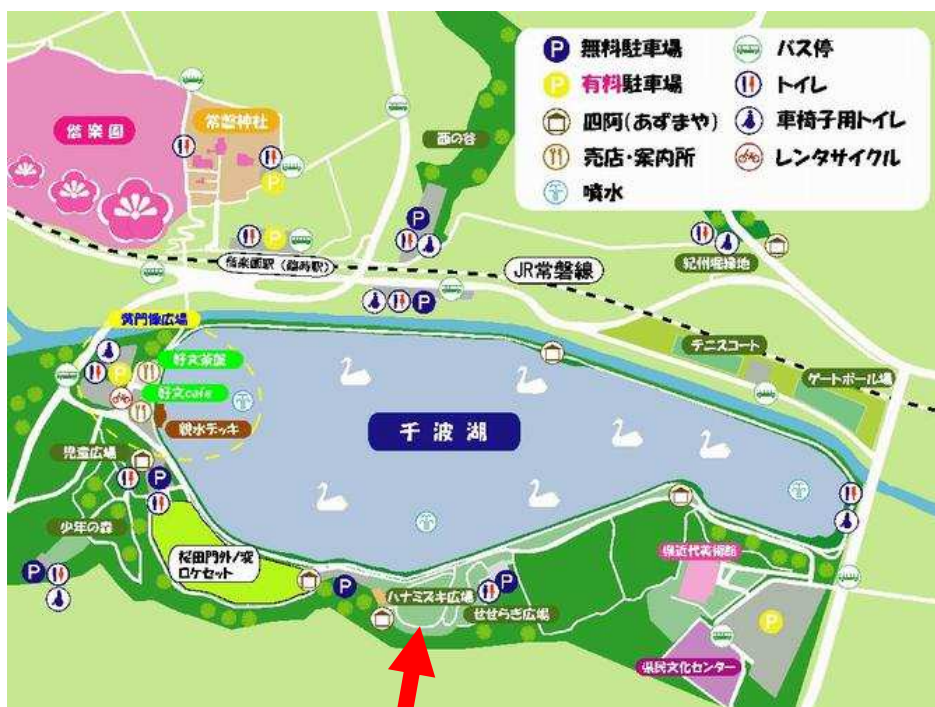 P 無料駐車場
バス停
P 有料駐車場
トイレ
四阿(あずまや)
車椅子用トイレ
売店・案内所
レンタサイクル
噴水
偕楽園
常磐神社
西の谷
P
P
P
偕楽園駅(臨時駅)
JR常磐線
紀州堀緑地
P
黄門像広場
好文茶屋
P
好文cafe
親水デッキ
千波湖
テニスコート
ゲートボール場
児童広場
P
少年の森
P
桜田門外ノ変
ロケセット
P
ハナミズキ広場
P
せせらぎ広場
県近代美術館
P
県民文化センター